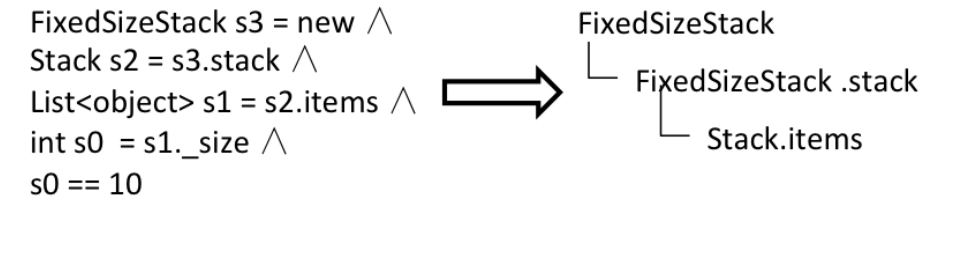 FixedSizeStack s3 = new ∧
Stack s2 = s3.stack ∧
List<object> s1 = s2.items ∧
int s0  = s1._size ∧
s0 == 10
FixedSizeStack
FixedSizeStack .stack
Stack.items